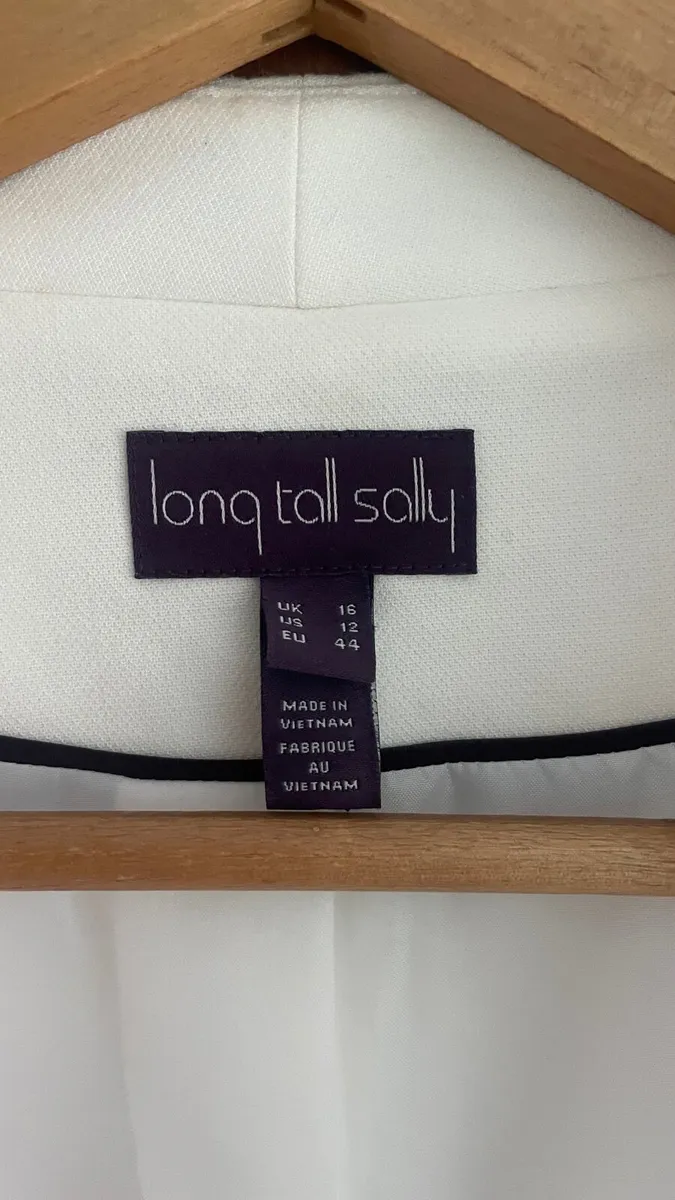 long tall sally
UK 16
US 12
EU 44
MADE IN
VIETNAM
FABRIQUE
AU
VIETNAM